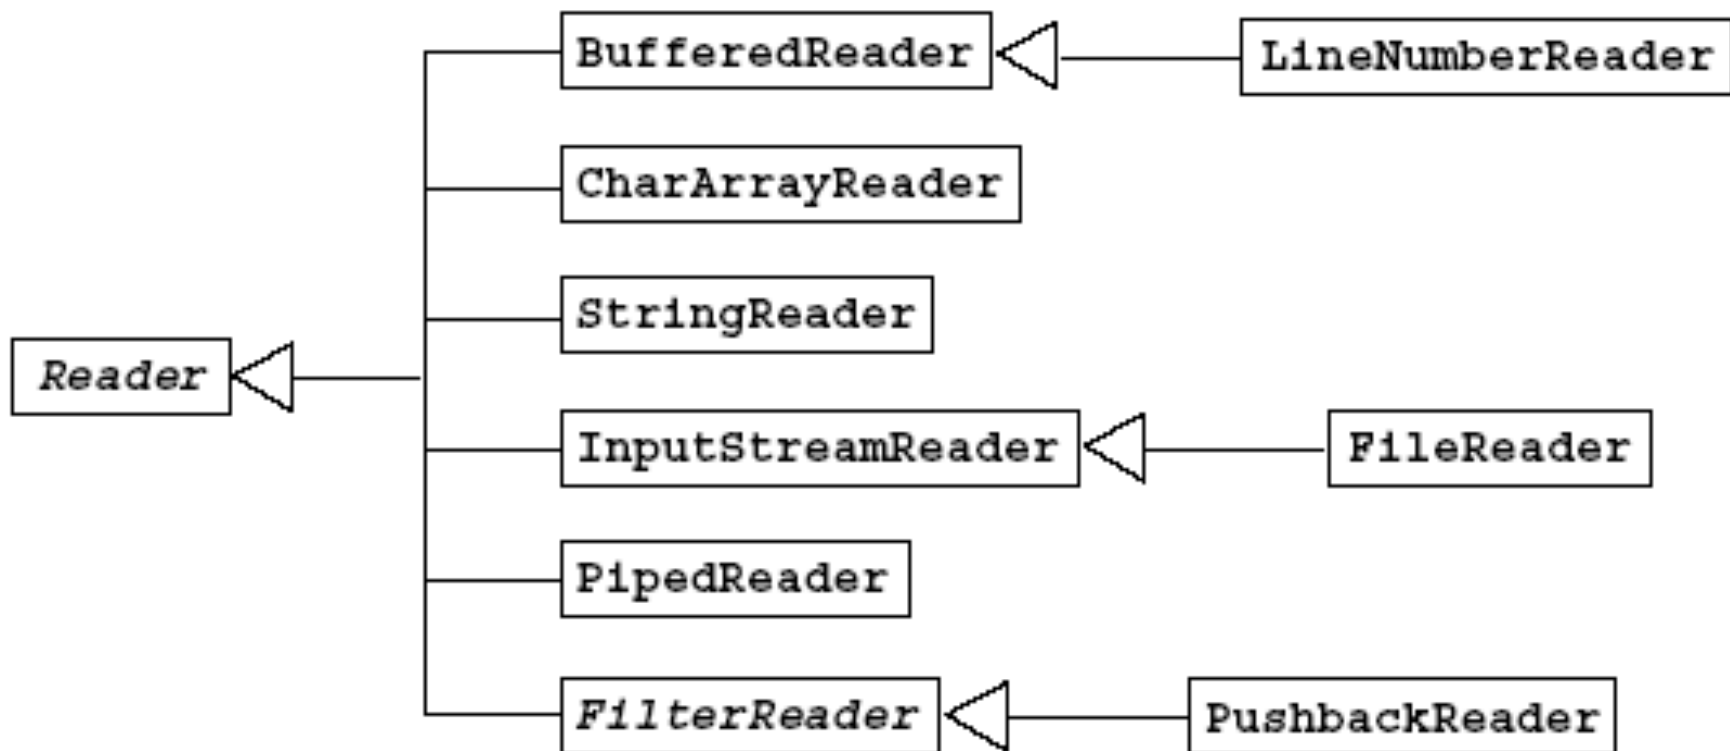 BufferedReader
LineNumberReader
CharArrayReader
StringReader
Reader
InputStreamReader
FileReader
PipedReader
FilterReader
PushbackReader